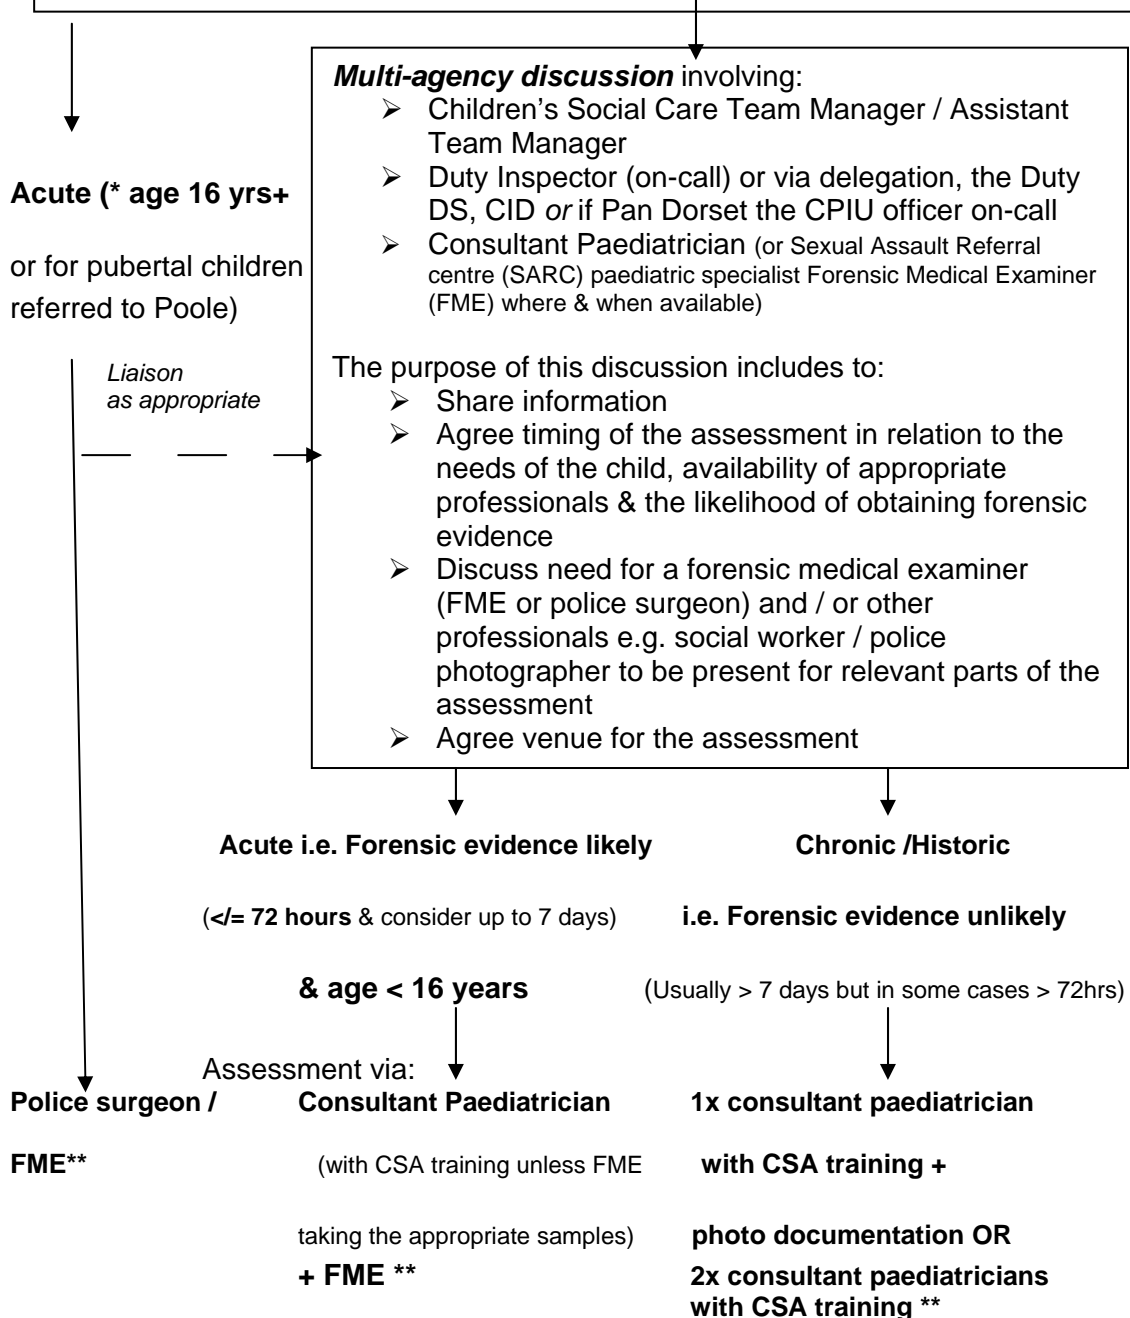 Multi-agency discussion involving:
➢ Children's Social Care Team Manager / Assistant
Team Manager
➢ Duty Inspector (on-call) or via delegation, the Duty
DS, CID or if Pan Dorset the CPIU officer on-call
➢ Consultant Paediatrician (or Sexual Assault Referral
centre (SARC) paediatric specialist Forensic Medical Examiner
(FME) where & when available)
The purpose of this discussion includes to:
➢ Share information
➢ Agree timing of the assessment in relation to the
needs of the child, availability of appropriate
professionals & the likelihood of obtaining forensic
evidence
➢ Discuss need for a forensic medical examiner
(FME or police surgeon) and / or other
professionals e.g. social worker / police
photographer to be present for relevant parts of the
assessment
➢ Agree venue for the assessment
Acute (* age 16 yrs+
or for pubertal children
referred to Poole)
Liaison
as appropriate
Acute i.e. Forensic evidence likely
(</= 72 hours & consider up to 7 days)
& age < 16 years
Chronic /Historic
i.e. Forensic evidence unlikely
(Usually > 7 days but in some cases > 72hrs)
Assessment via:
Police surgeon /
FME**
Consultant Paediatrician
(with CSA training unless FME
taking the appropriate samples)
+ FME **
1x consultant paediatrician
with CSA training +
photo documentation OR
2x consultant paediatricians
with CSA training **